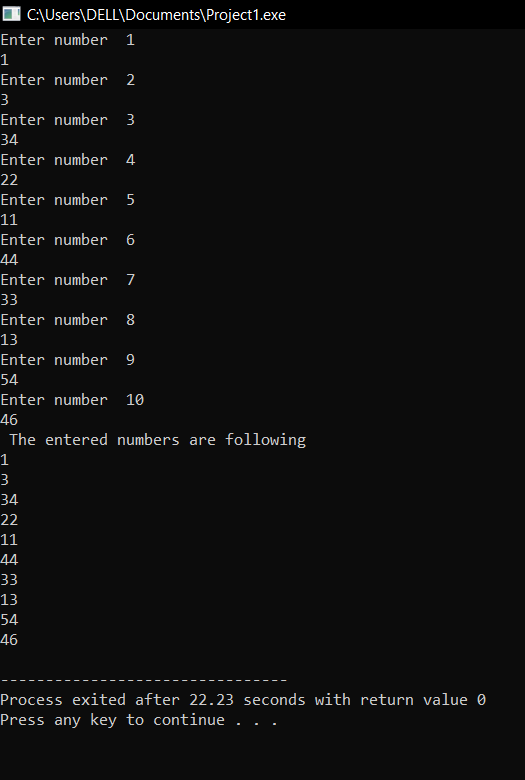 C:\Users\DELL\Documents\Project1.exe
Enter number  1
1
Enter number  2
3
Enter number  3
34
Enter number  4
22
Enter number  5
11
Enter number  6
44
Enter number  7
33
Enter number  8
13
Enter number  9
54
Enter number  10
46
 The entered numbers are following
1
3
34
22
11
44
33
13
54
46
--------------------------------
Process exited after 22.23 seconds with return value 0
Press any key to continue . . .